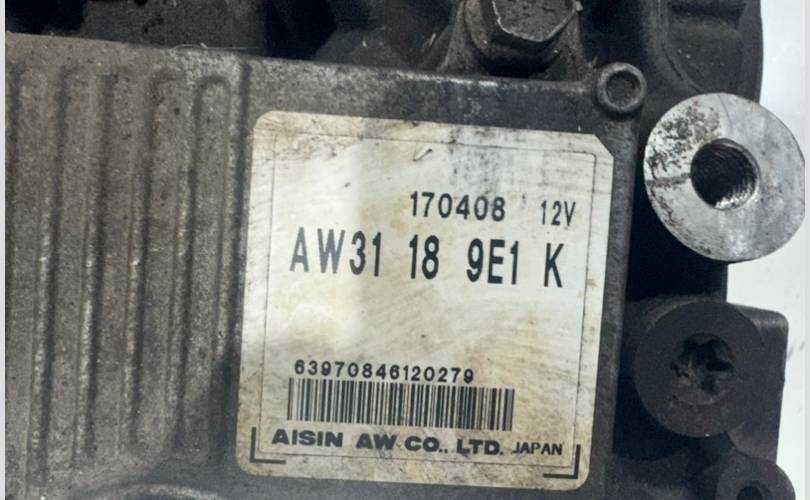 170408 12V
AW31 18 9E1 K
63970846120279
AISIN AW CO., LTD. JAPAN